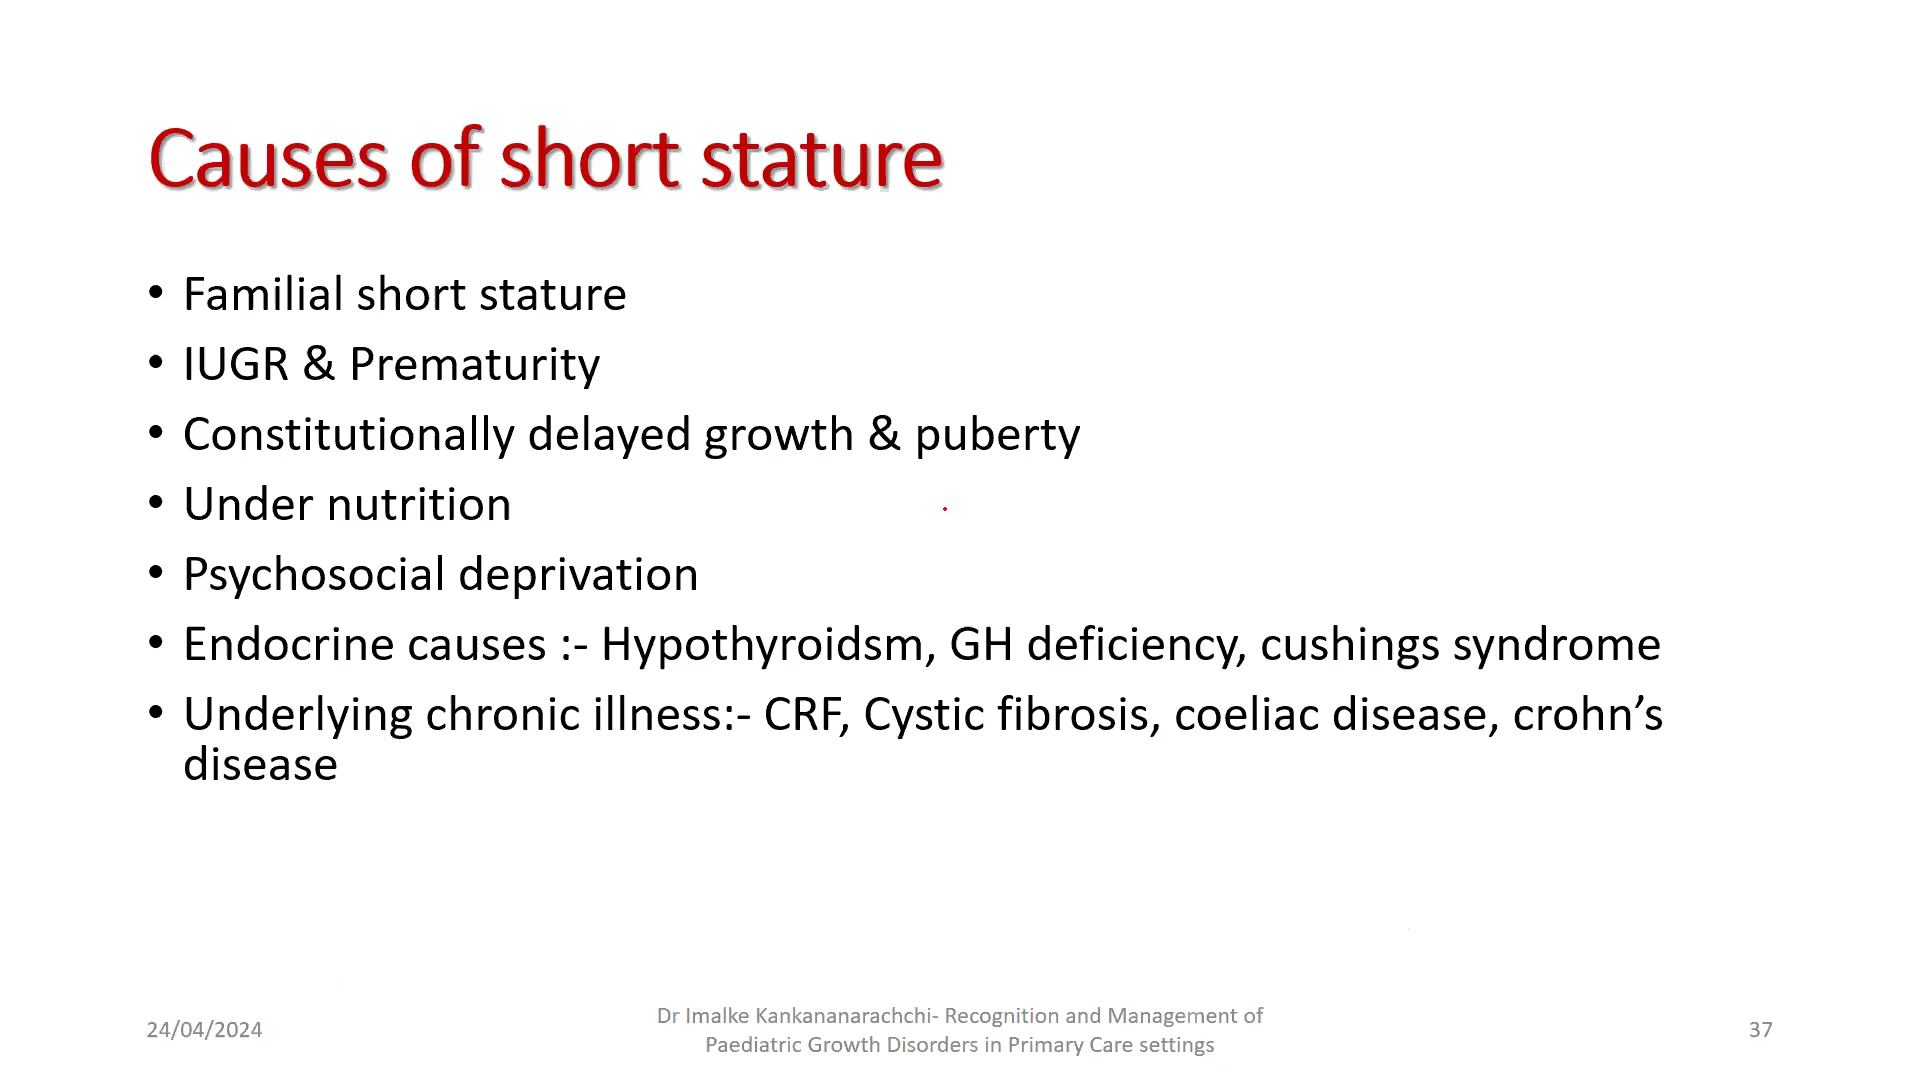 Causes of short stature
• Familial short stature
• IUGR & Prematurity
• Constitutionally delayed growth & puberty
• Under nutrition
• Psychosocial deprivation
• Endocrine causes :- Hypothyroidsm, GH deficiency, cushings syndrome
• Underlying chronic illness:- CRF, Cystic fibrosis, coeliac disease, crohn’s
disease
24/04/2024
Dr Imalke Kankananarachchi- Recognition and Management of
Paediatric Growth Disorders in Primary Care settings
37